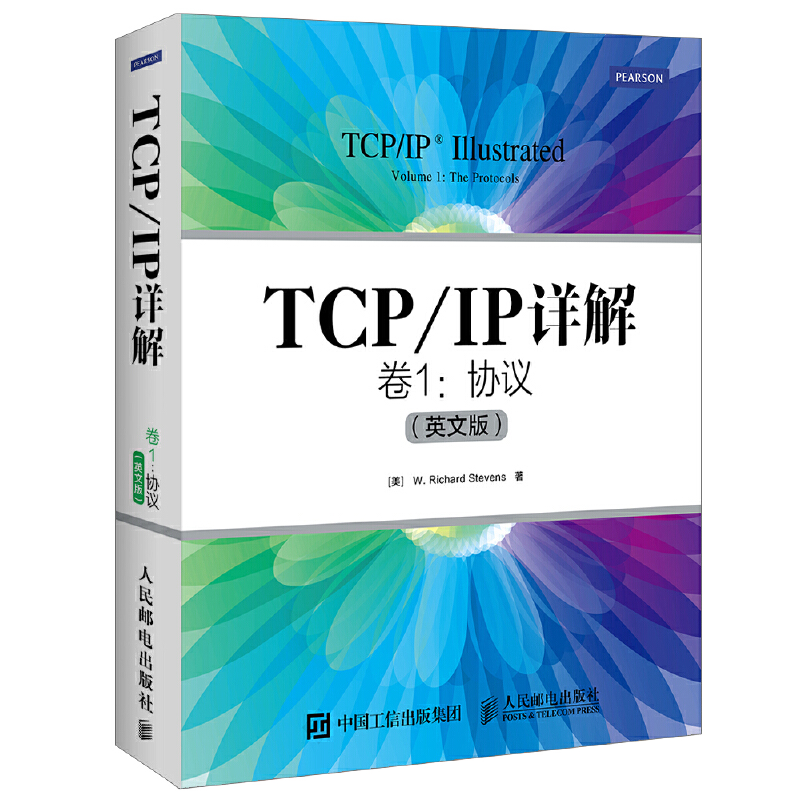 PEARSON
TCP/IP详解
卷1:协议
(英文版)
人民邮电出版社
PEARSON
TCP/IP® Illustrated
Volume 1: The Protocols
TCP/IP详解
卷1:协议
(英文版)
[美] W. Richard Stevens 著
中国工信出版集团
人民邮电出版社
POSTS & TELECOM PRESS